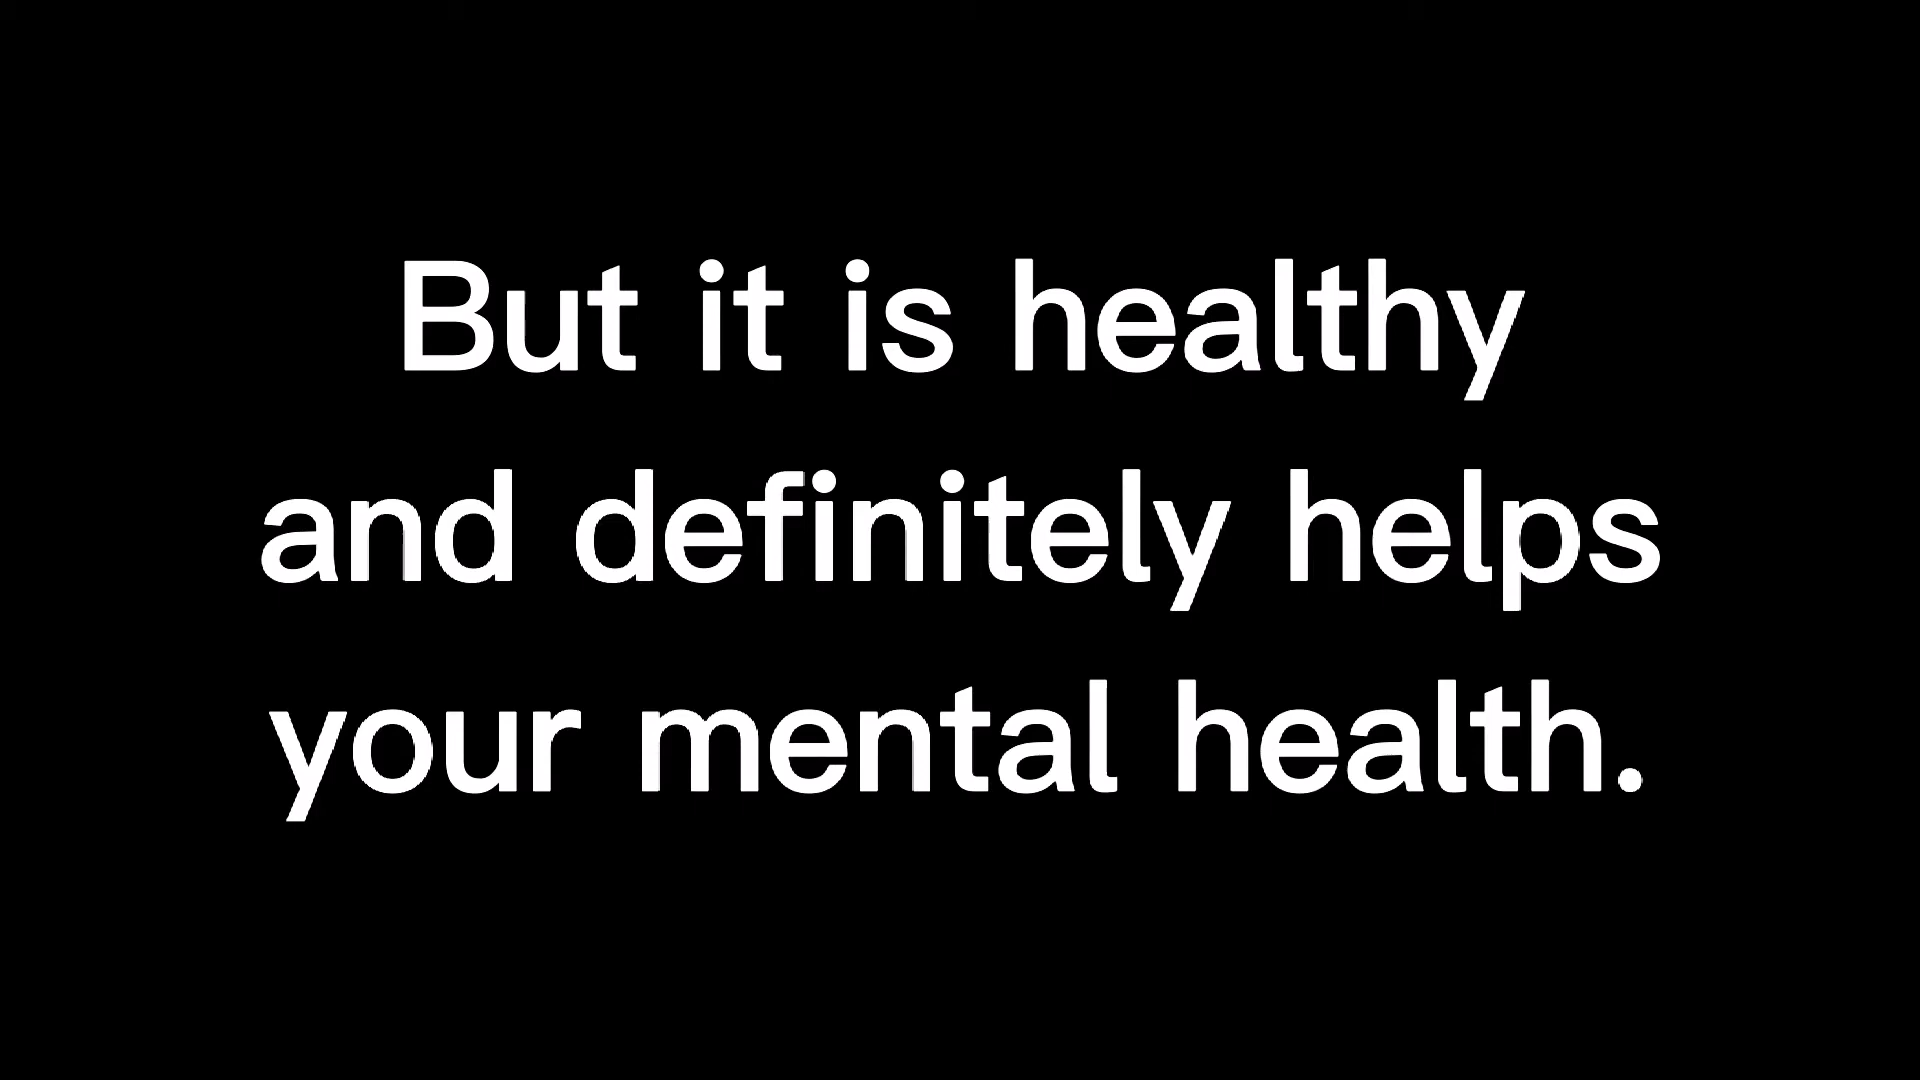 But it is healthy
and definitely helps
your mental health.